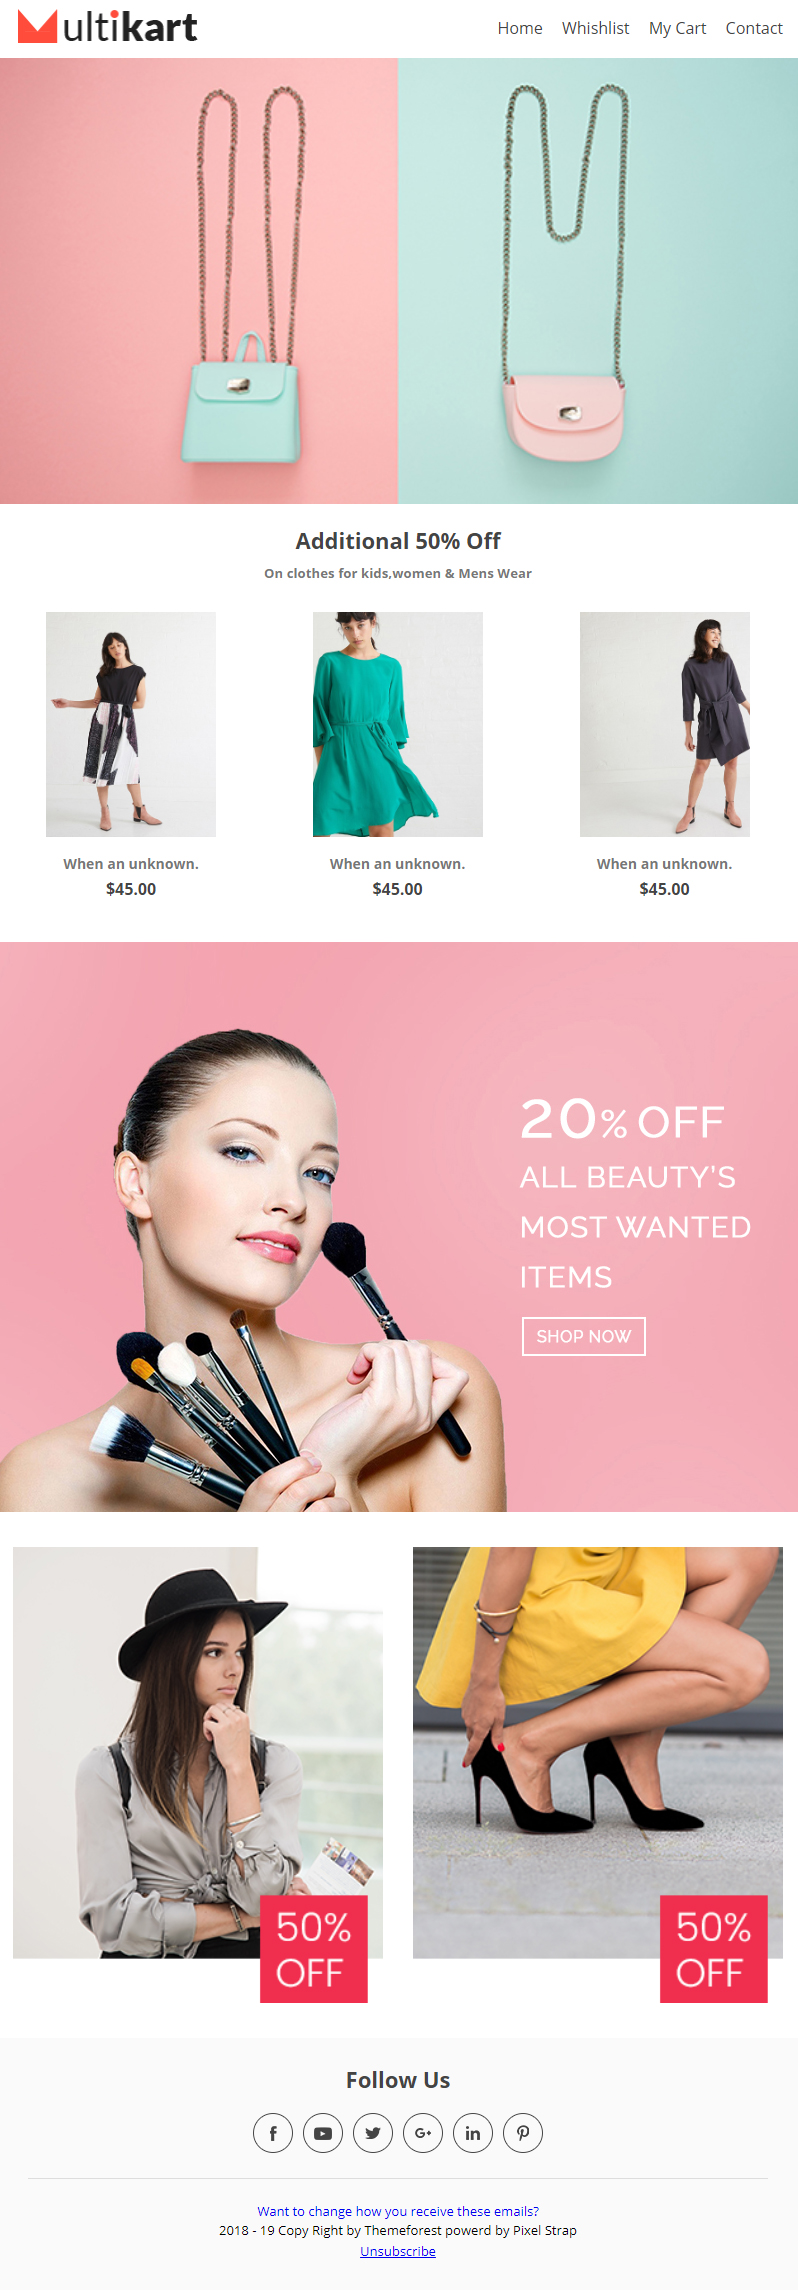 Multikart
Home Whishlist My Cart Contact
Additional 50% Off
On clothes for kids,women & Mens Wear
When an unknown. When an unknown. When an unknown.
$45.00 $45.00 $45.00
20% OFF
ALL BEAUTY'S
MOST WANTED
ITEMS
SHOP NOW
50% 50%
OFF OFF
Follow Us
Want to change how you receive these emails?
2018 - 19 Copy Right by Themeforest powerd by Pixel Strap
Unsubscribe